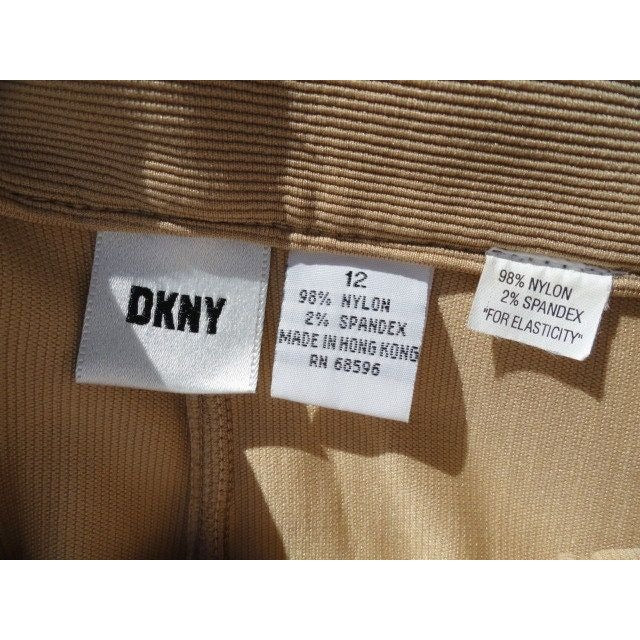 DKNY
12
98% NYLON
2% SPANDEX
MADE IN HONG KONG
RN 68596
98% NYLON
2% SPANDEX
"FOR ELASTICITY"